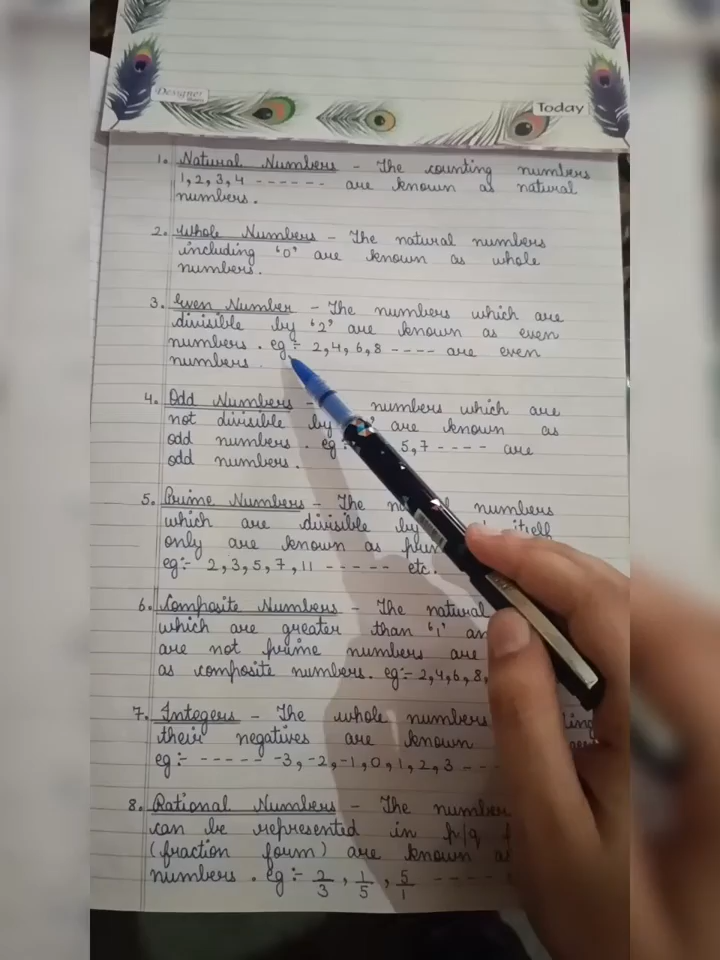 Designer
Today
1. Natural Numbers - The counting numbers
1, 2, 3, 4 ------ are known as natural
numbers.
2. Whole Numbers - The natural numbers
including '0' are known as whole
numbers.
3. Even Number - The numbers which are
divisible by '2' are known as even
numbers. eg:- 2, 4, 6, 8 ---- are even
numbers.
4. Odd Numbers - numbers which are
not divisible by are known as
odd numbers. eg:- 5, 7 ---- are
odd numbers.
5. Prime Numbers - The numbers
which are divisible by itself
only are known as
eg:- 2, 3, 5, 7, 11 ----- etc.
6. Composite Numbers - The natural
which are greater than '1'
are not prime numbers are
as composite numbers. eg:- 2, 4, 6, 8,
7. Integers - The whole numbers
their negatives are known
eg:- ----- -3, -2, -1, 0, 1, 2, 3 ---
8. Rational Numbers - The
can be represented in p/q
(fraction form) are known
numbers. eg:- 2/3, 1/5, 5/1 ----